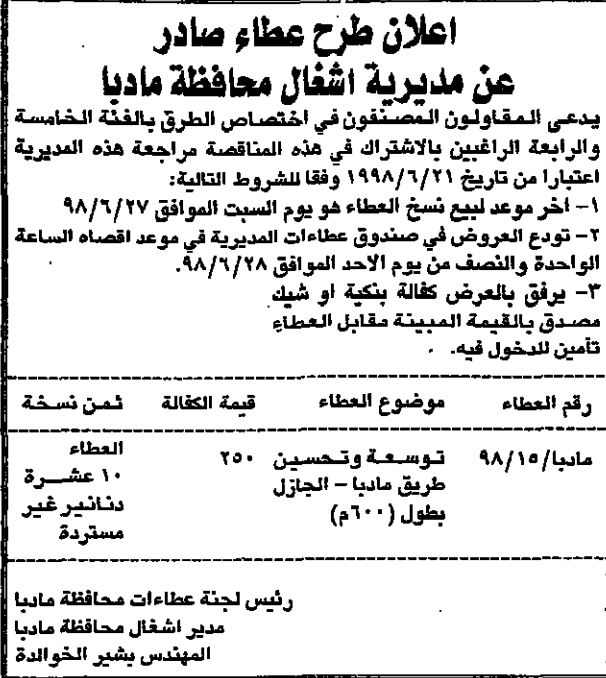 اعلان طرح عطاء صادر
عن مديرية اشغال محافظة مادبا
يدعى المقاولون المصنفون في اختصاص الطرق بالفئة الخامسة
والرابعة الراغبين بالاشتراك في هذه المناقصة مراجعة هذه المديرية
اعتبارا من تاريخ ١٩٩٨/٦/٢١ وفقا للشروط التالية:
١- اخر موعد لبيع نسخ العطاء هو يوم السبت الموافق ٩٨/٦/٢٧
٢- تودع العروض في صندوق عطاءات المديرية في موعد اقصاه الساعة
الواحدة والنصف من يوم الاحد الموافق ٩٨/٦/٢٨.
٣- يرفق بالعرض كفالة بنكية او شيك
مصدق بالقيمة المبينة مقابل العطاء
تأمين للدخول فيه.
رقم العطاء موضوع العطاء قيمة الكفالة ثمن نسخة
العطاء
مادبا/٩٨/١٥ توسعة وتحسين ٢٥٠ ١٠ عشرة
طريق مادبا - الجازل دنانير غير
بطول (٦٠٠م) مستردة
رئيس لجنة عطاءات محافظة مادبا
مدير اشغال محافظة مادبا
المهندس بشير الخوالدة